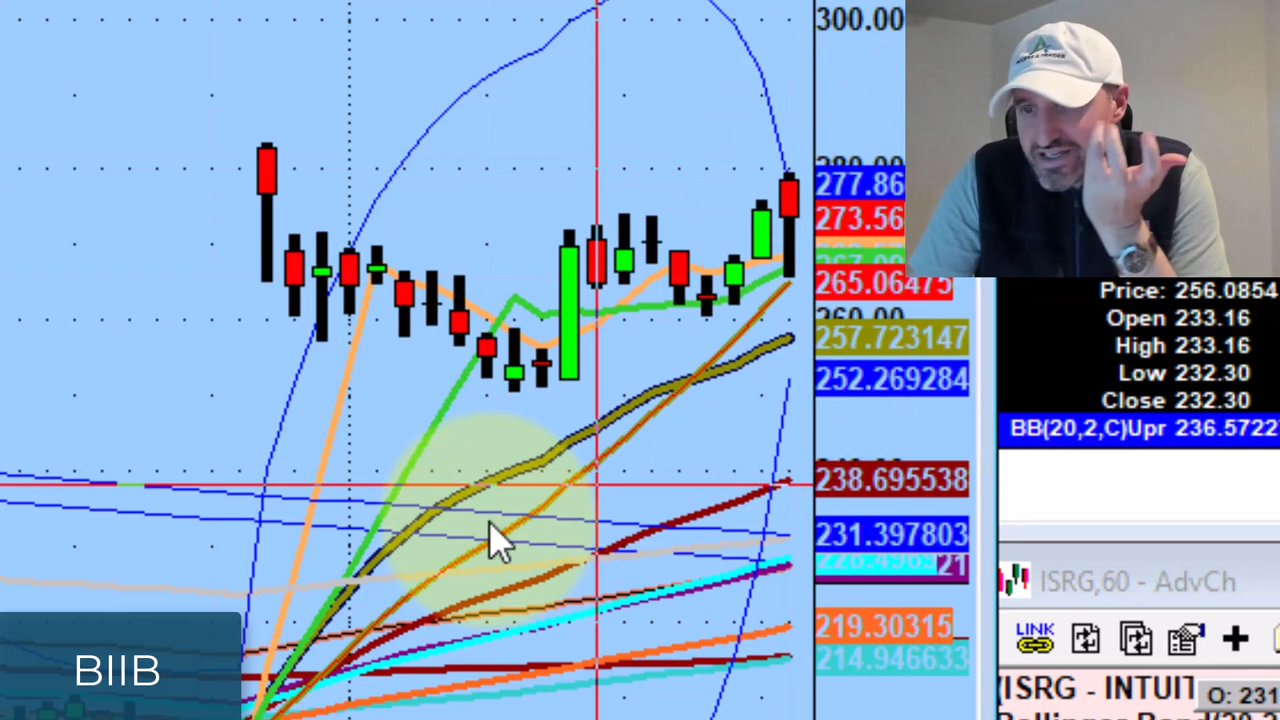 300.00
277.86
273.56
265.06475
257.723147
252.269284
238.695538
231.397803
21
219.30315
214.946633
Price: 256.0854
Open 233.16
High 233.16
Low 232.30
Close 232.30
BB(20,2,C)Upr 236.5722
ISRG,60 - AdvCh
LINK
(ISRG - INTUIT
O: 231
BIIB